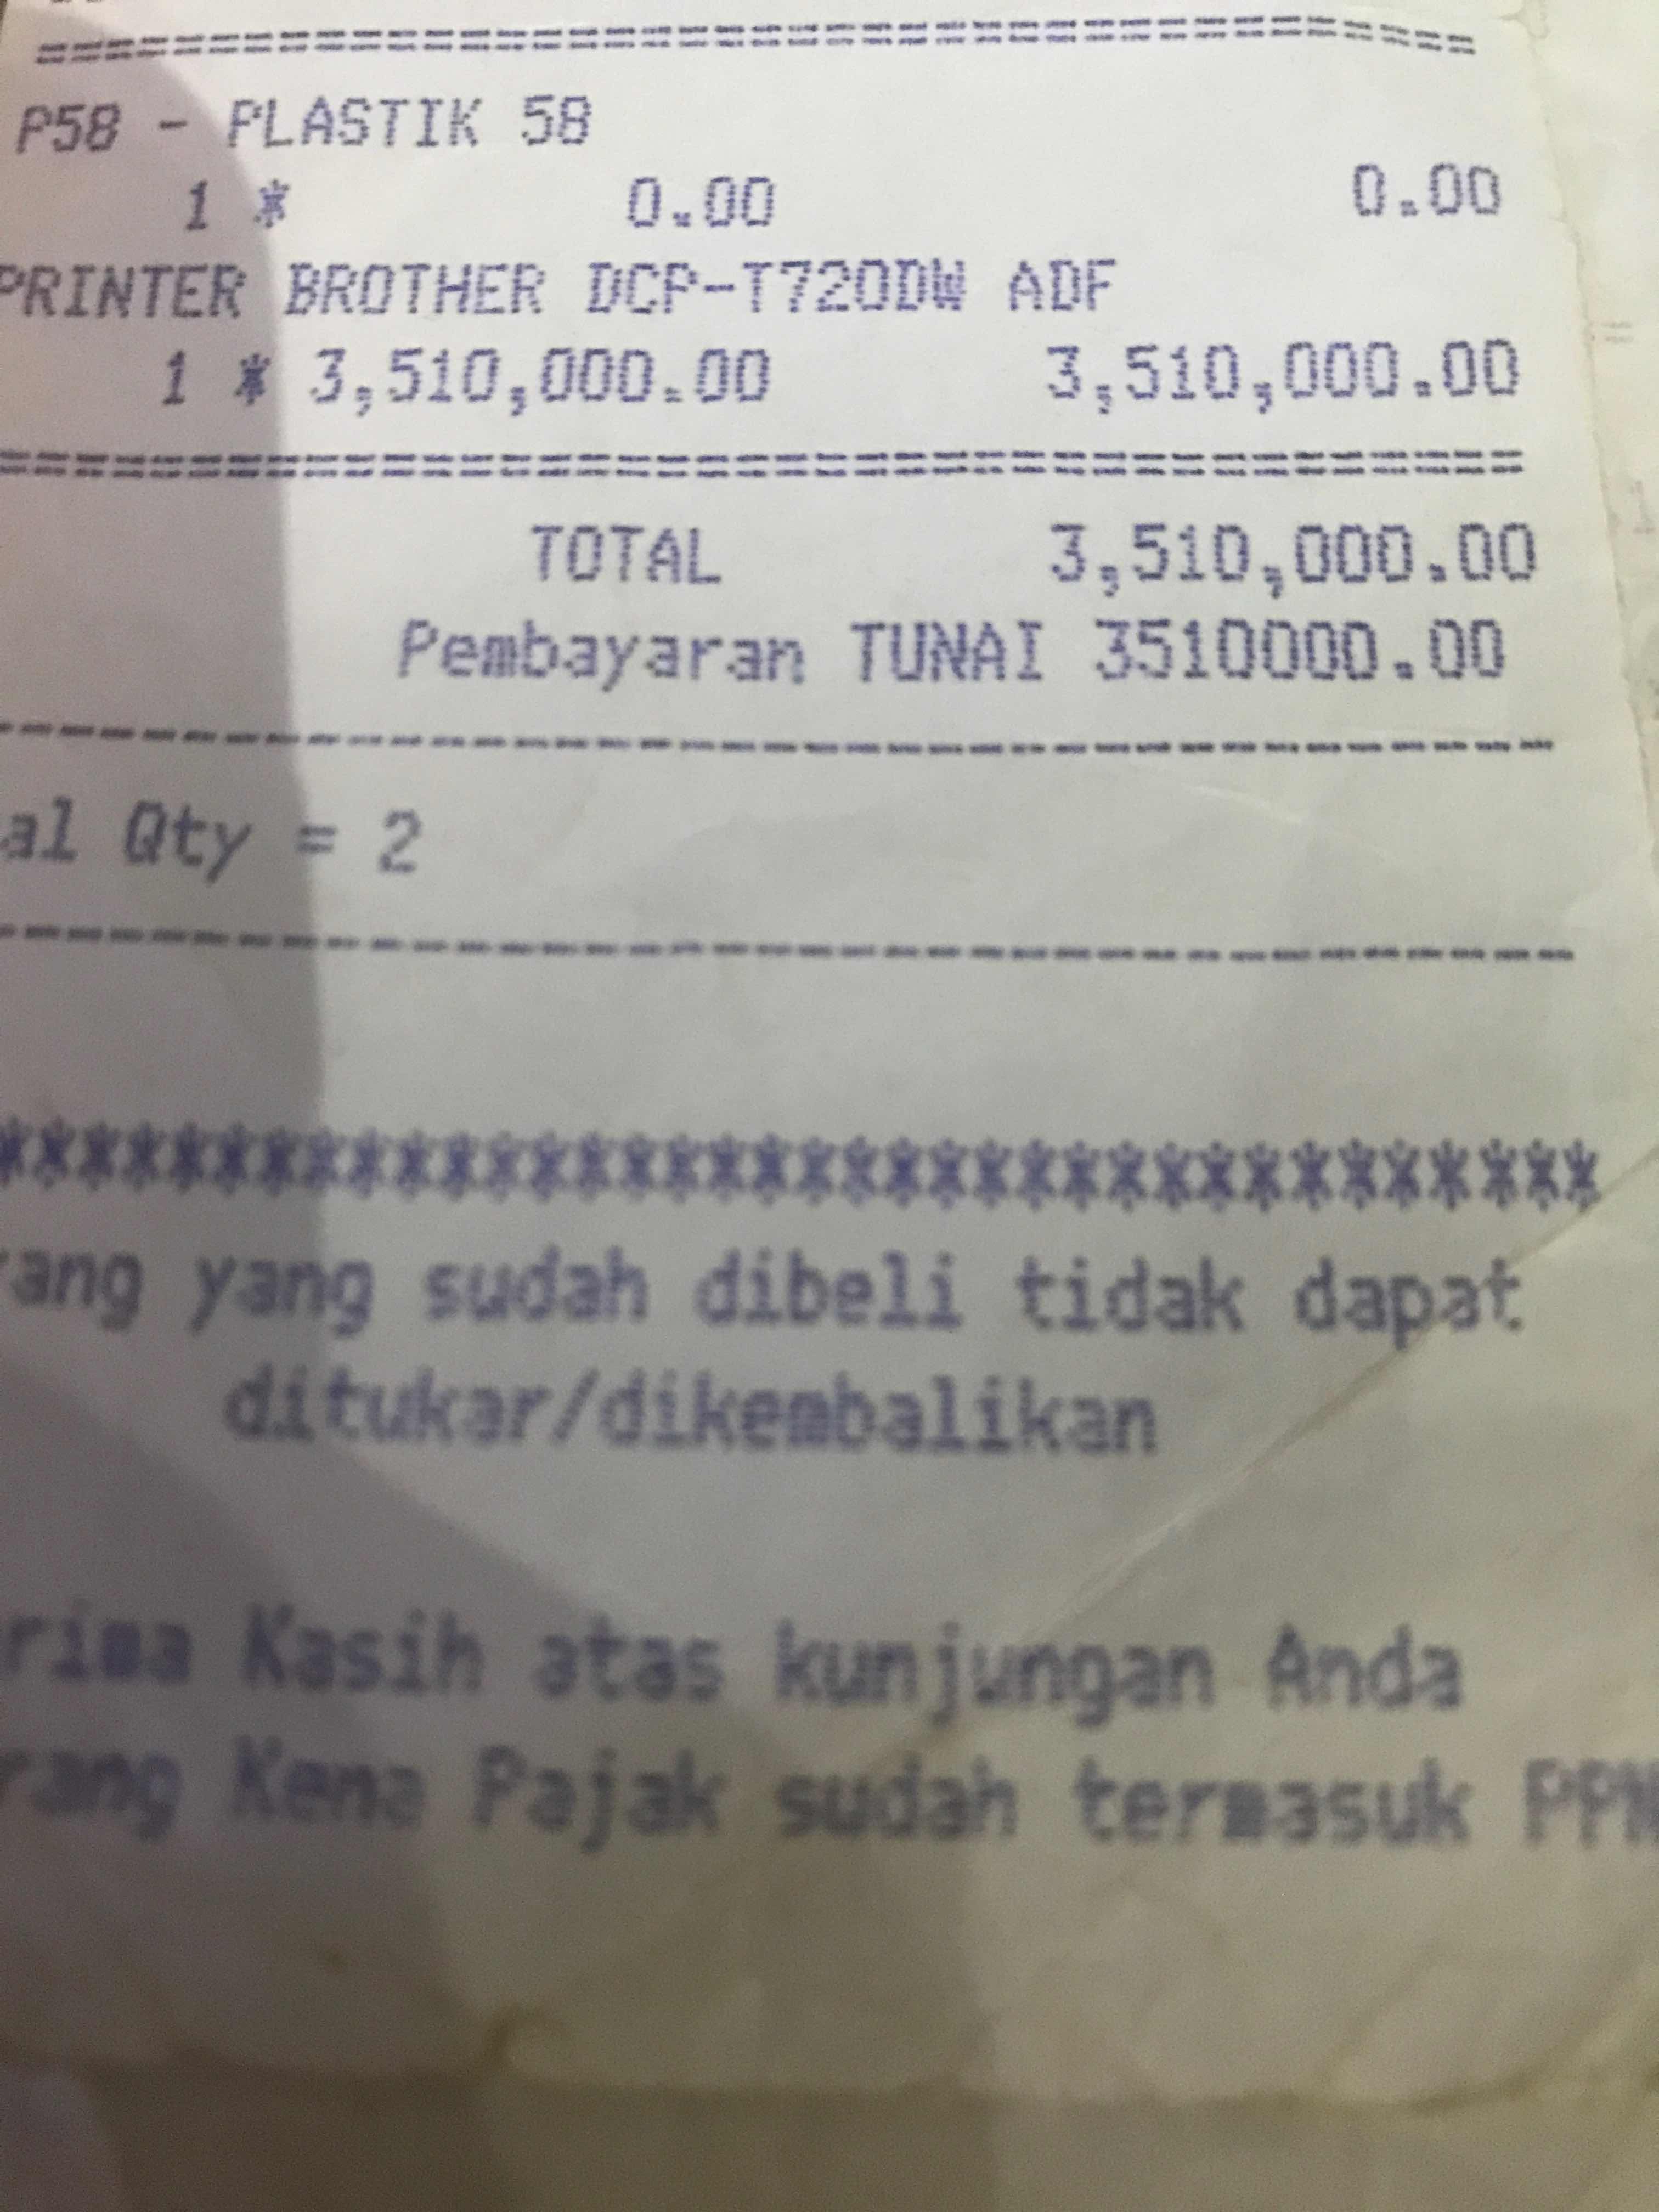 P58 - PLASTIK 58
1 * 0.00 0.00
PRINTER BROTHER DCP-T720DW ADF
1 * 3,510,000.00 3,510,000.00
TOTAL 3,510,000.00
Pembayaran TUNAI 3510000.00
al Qty = 2
****************************************
rang yang sudah dibeli tidak dapat
ditukar/dikembalikan
rima Kasih atas kunjungan Anda
rang Kena Pajak sudah termasuk PPN